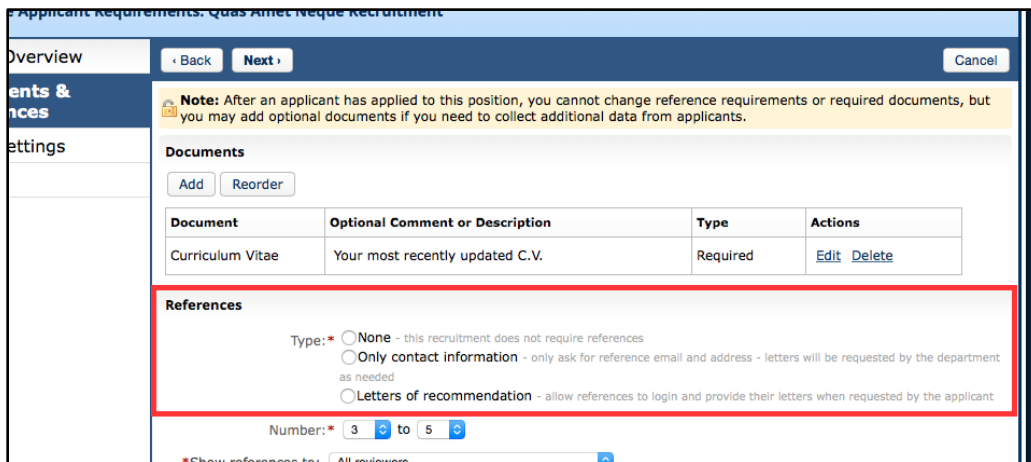 Applicant Requirements: Quas Amet Neque Recruitment
Overview
‹ Back Next › Cancel
ents &
nces
Note: After an applicant has applied to this position, you cannot change reference requirements or required documents, but
you may add optional documents if you need to collect additional data from applicants.
ettings
Documents
Add Reorder
Document Optional Comment or Description Type Actions
Curriculum Vitae Your most recently updated C.V. Required Edit Delete
References
Type:* None - this recruitment does not require references
Only contact information - only ask for reference email and address - letters will be requested by the department
as needed
Letters of recommendation - allow references to login and provide their letters when requested by the applicant
Number:* 3 to 5
*Show references to: All reviewers